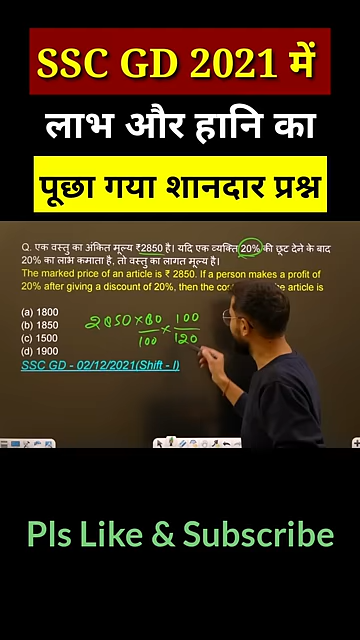 SSC GD 2021 में
लाभ और हानि का
पूछा गया शानदार प्रश्न
Q. एक वस्तु का अंकित मूल्य ₹2850 है। यदि एक व्यक्ति 20% की छूट देने के बाद
20% का लाभ कमाता है, तो वस्तु का लागत मूल्य है।
The marked price of an article is ₹ 2850. If a person makes a profit of
20% after giving a discount of 20%, then the article is
(a) 1800
(b) 1850
(c) 1500
(d) 1900
2850 × 80/100 × 100/120
SSC GD - 02/12/2021(Shift - I)
Pls Like & Subscribe